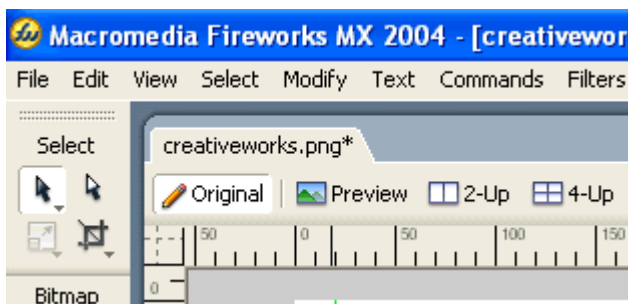 Macromedia Fireworks MX 2004 - [creativewor
File Edit View Select Modify Text Commands Filters
Select
creativeworks.png*
Original Preview 2-Up 4-Up
50 0 50 100 150
0
Bitmap